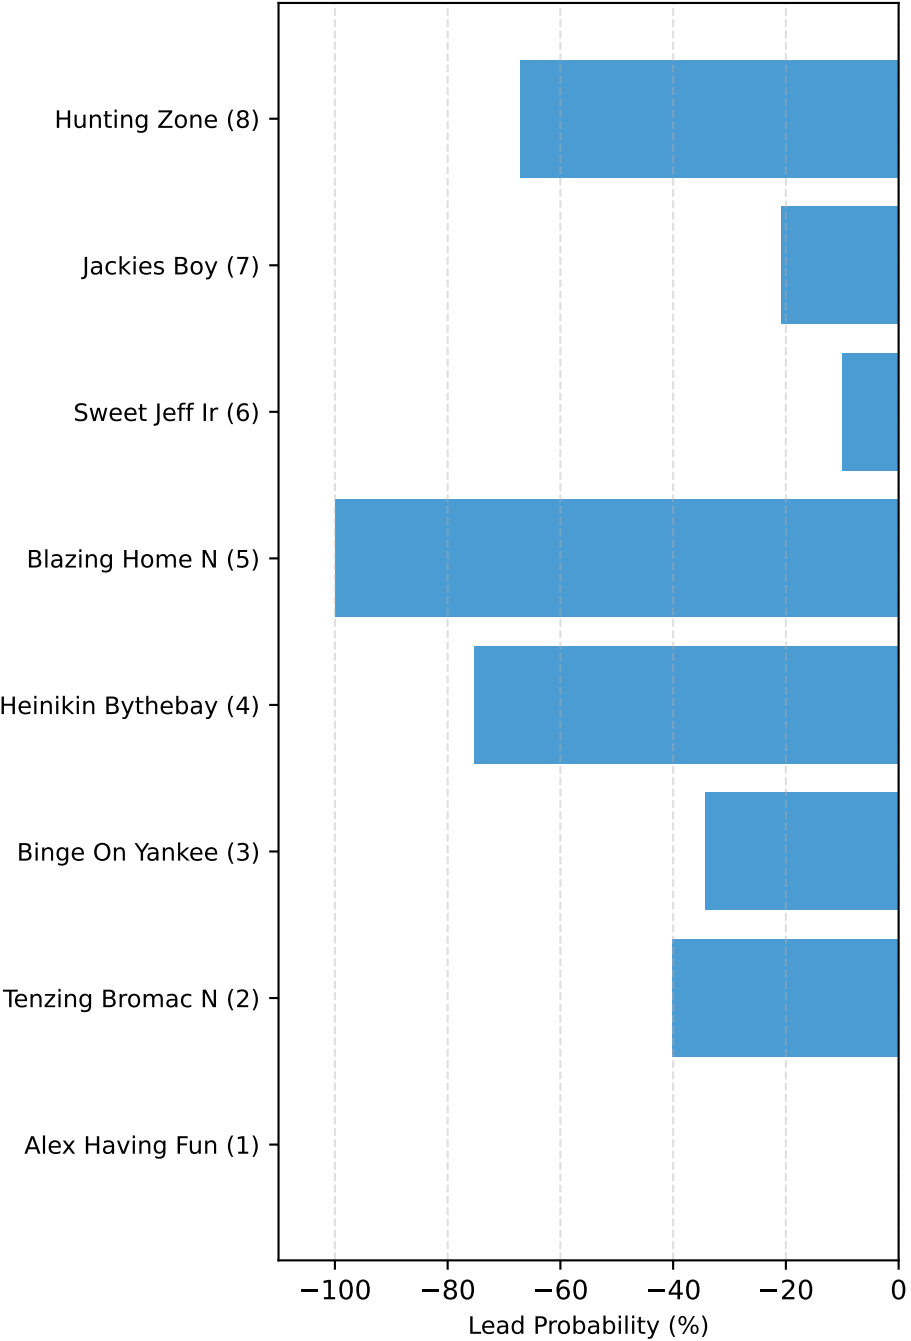 Hunting Zone (8)
Jackies Boy (7)
Sweet Jeff Ir (6)
Blazing Home N (5)
Heinikin Bythebay (4)
Binge On Yankee (3)
Tenzing Bromac N (2)
Alex Having Fun (1)
−100 −80 −60 −40 −20 0
Lead Probability (%)